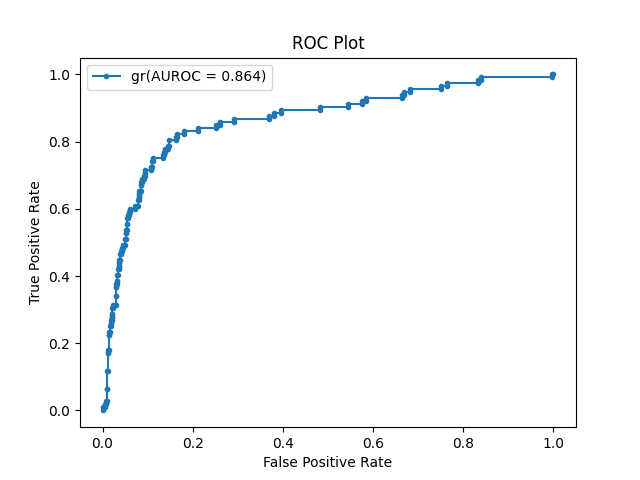 ROC Plot
gr(AUROC = 0.864)
1.0
0.8
0.6
0.4
0.2
0.0
True Positive Rate
0.0 0.2 0.4 0.6 0.8 1.0
False Positive Rate